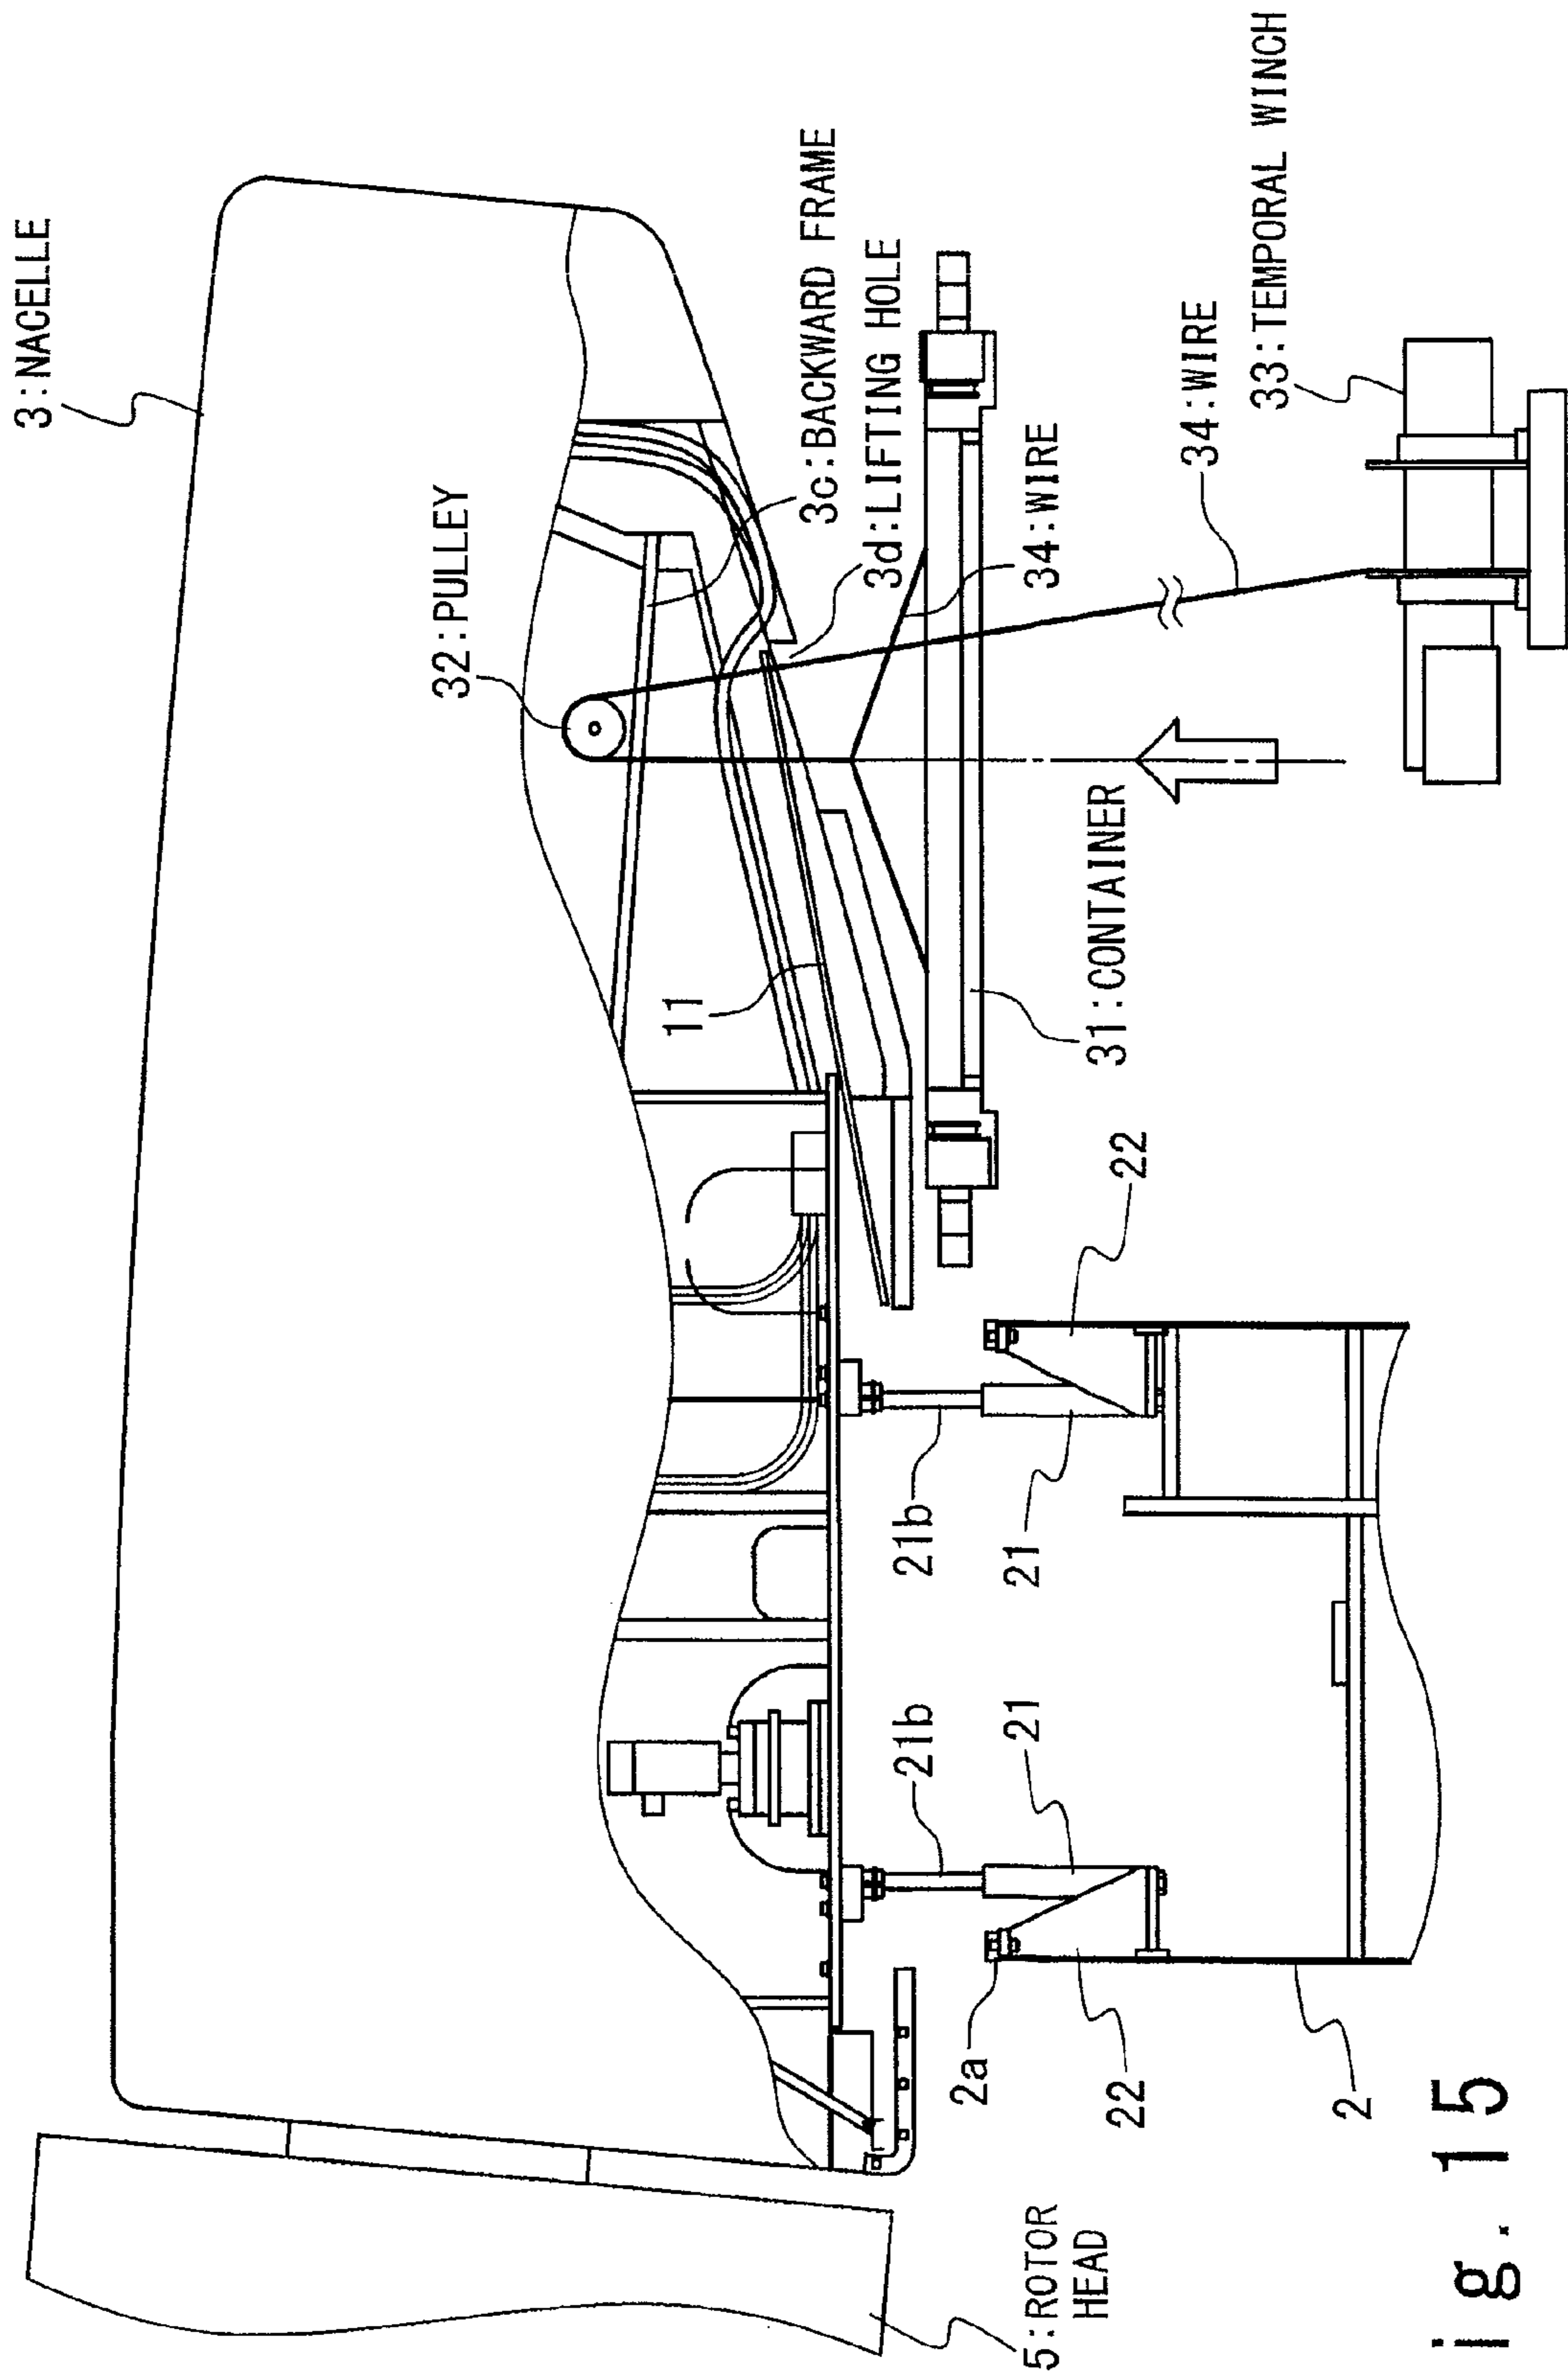 3:NACELLE
32:PULLEY
3c:BACKWARD FRAME
3d:LIFTING HOLE
34:WIRE
34:WIRE
33:TEMPORAL WINCH
11
31:CONTAINER
22
21b
21
21b
21
2a
22
2
5:ROTOR
HEAD
ig. 15